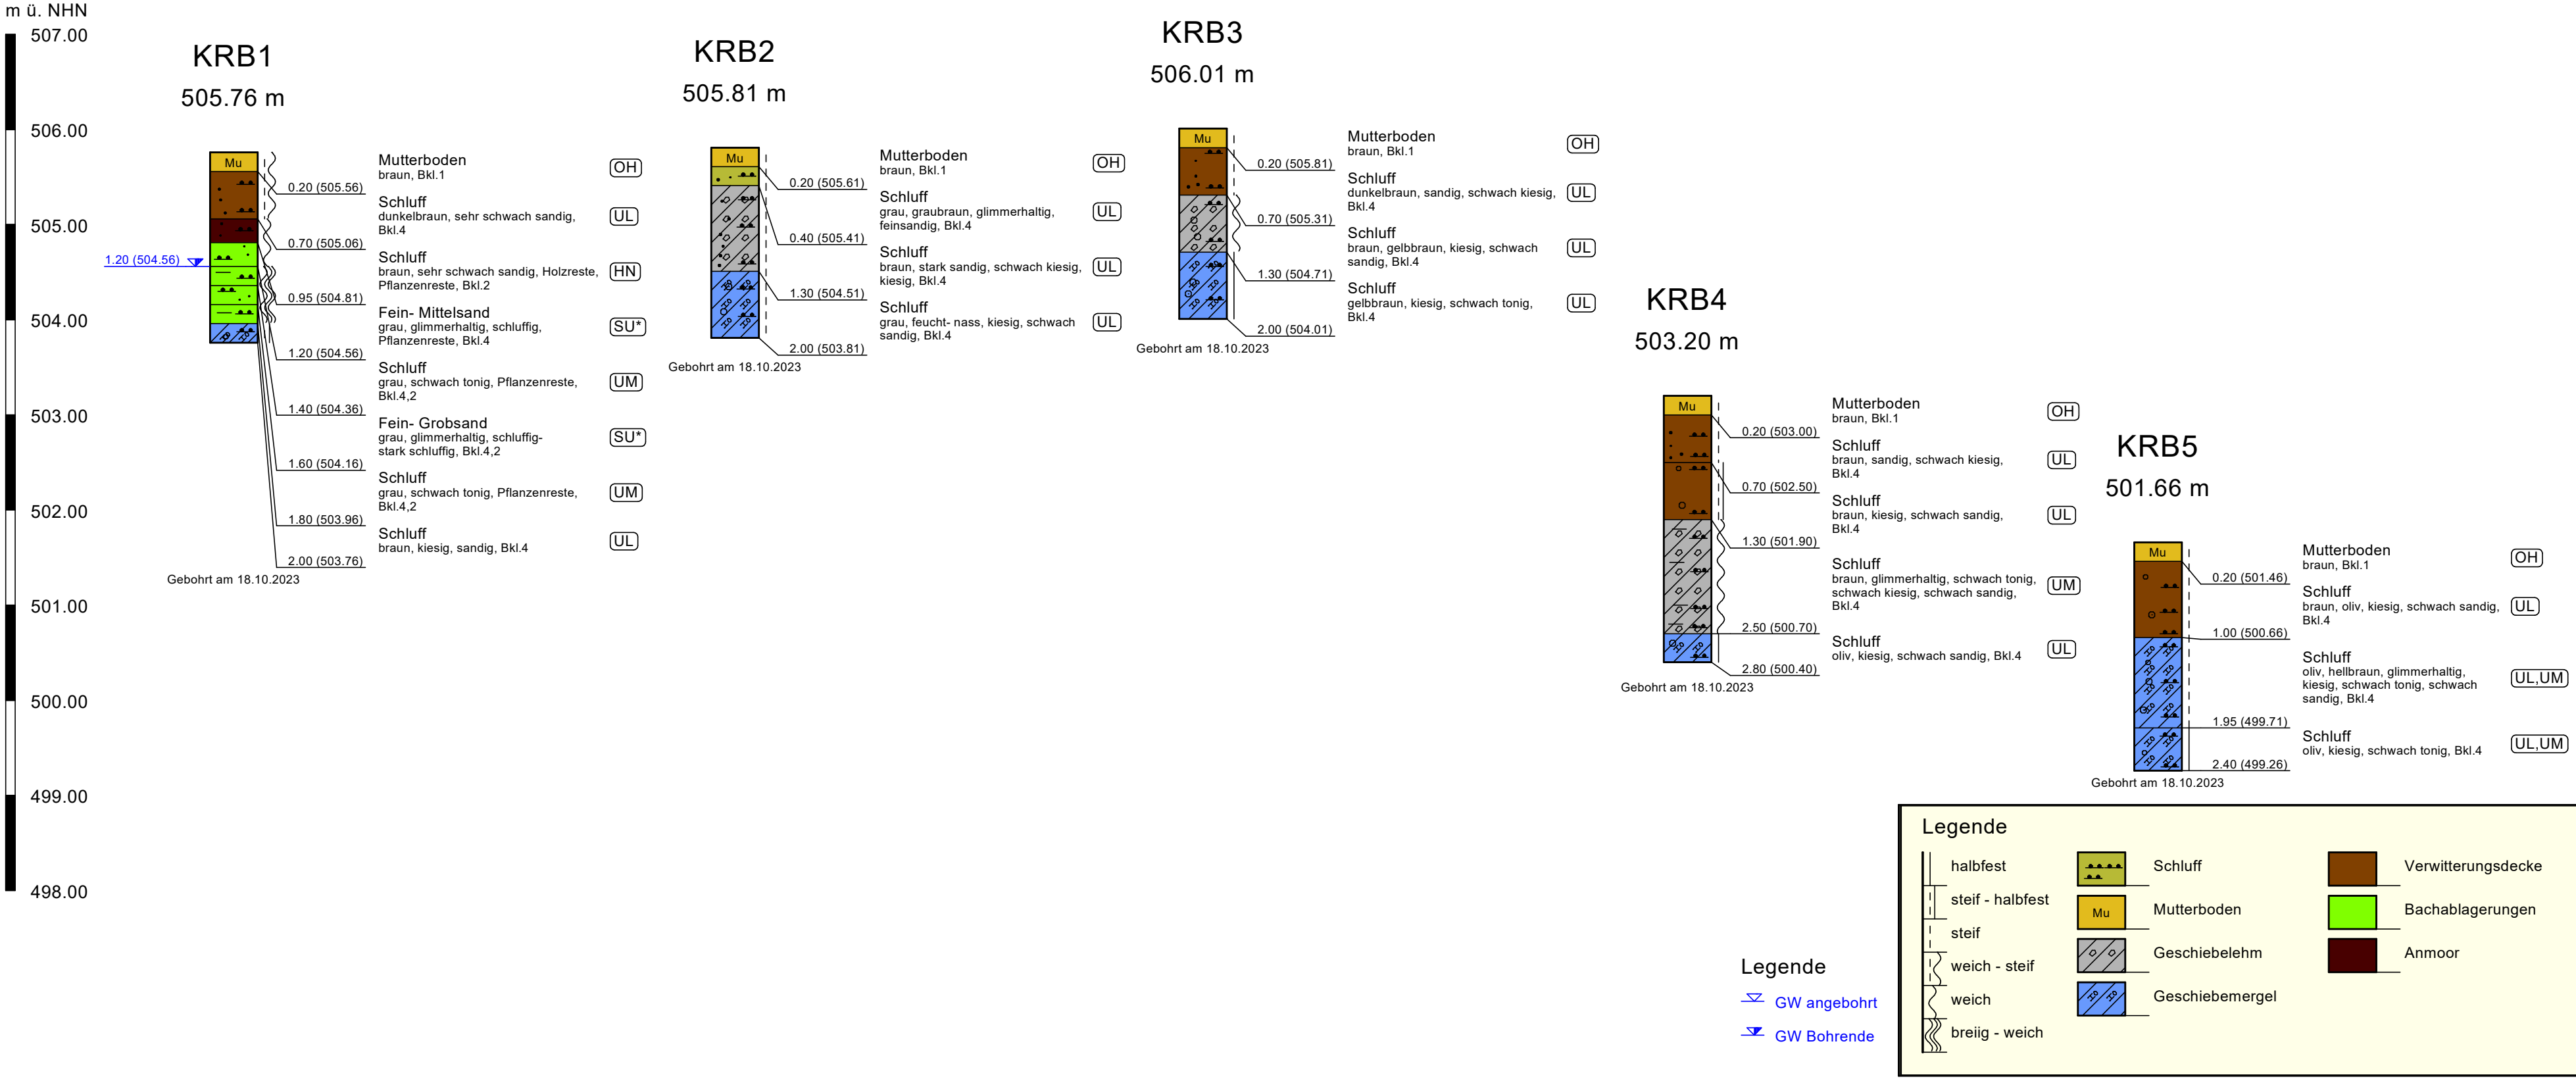 m ü. NHN
507.00
506.00
505.00
504.00
503.00
502.00
501.00
500.00
499.00
498.00
KRB1
505.76 m
Mu
1.20 (504.56)
0.20 (505.56)
0.70 (505.06)
0.95 (504.81)
1.20 (504.56)
1.40 (504.36)
1.60 (504.16)
1.80 (503.96)
2.00 (503.76)
Mutterboden
braun, Bkl.1
OH
Schluff
dunkelbraun, sehr schwach sandig,
Bkl.4
UL
Schluff
braun, sehr schwach sandig, Holzreste,
Pflanzenreste, Bkl.2
HN
Fein- Mittelsand
grau, glimmerhaltig, schluffig,
Pflanzenreste, Bkl.4
SU*
Schluff
grau, schwach tonig, Pflanzenreste,
Bkl.4,2
UM
Fein- Grobsand
grau, glimmerhaltig, schluffig-
stark schluffig, Bkl.4,2
SU*
Schluff
grau, schwach tonig, Pflanzenreste,
Bkl.4,2
UM
Schluff
braun, kiesig, sandig, Bkl.4
UL
Gebohrt am 18.10.2023
KRB2
505.81 m
Mu
0.20 (505.61)
0.40 (505.41)
1.30 (504.51)
2.00 (503.81)
Mutterboden
braun, Bkl.1
OH
Schluff
grau, graubraun, glimmerhaltig,
feinsandig, Bkl.4
UL
Schluff
braun, stark sandig, schwach kiesig,
kiesig, Bkl.4
UL
Schluff
grau, feucht- nass, kiesig, schwach
sandig, Bkl.4
UL
Gebohrt am 18.10.2023
KRB3
506.01 m
Mu
0.20 (505.81)
0.70 (505.31)
1.30 (504.71)
2.00 (504.01)
Mutterboden
braun, Bkl.1
OH
Schluff
dunkelbraun, sandig, schwach kiesig,
Bkl.4
UL
Schluff
braun, gelbbraun, kiesig, schwach
sandig, Bkl.4
UL
Schluff
gelbbraun, kiesig, schwach tonig,
Bkl.4
UL
Gebohrt am 18.10.2023
KRB4
503.20 m
Mu
0.20 (503.00)
0.70 (502.50)
1.30 (501.90)
2.50 (500.70)
2.80 (500.40)
Mutterboden
braun, Bkl.1
OH
Schluff
braun, sandig, schwach kiesig,
Bkl.4
UL
Schluff
braun, kiesig, schwach sandig,
Bkl.4
UL
Schluff
braun, glimmerhaltig, schwach tonig,
schwach kiesig, schwach sandig,
Bkl.4
UM
Schluff
oliv, kiesig, schwach sandig, Bkl.4
UL
Gebohrt am 18.10.2023
KRB5
501.66 m
Mu
0.20 (501.46)
1.00 (500.66)
1.95 (499.71)
2.40 (499.26)
Mutterboden
braun, Bkl.1
OH
Schluff
braun, oliv, kiesig, schwach sandig,
Bkl.4
UL
Schluff
oliv, hellbraun, glimmerhaltig,
kiesig, schwach tonig, schwach
sandig, Bkl.4
UL,UM
Schluff
oliv, kiesig, schwach tonig, Bkl.4
UL,UM
Gebohrt am 18.10.2023
Legende
GW angebohrt
GW Bohrende
Legende
halbfest
steif - halbfest
steif
weich - steif
weich
breiig - weich
Schluff
Mu
Mutterboden
Geschiebelehm
Geschiebemergel
Verwitterungsdecke
Bachablagerungen
Anmoor